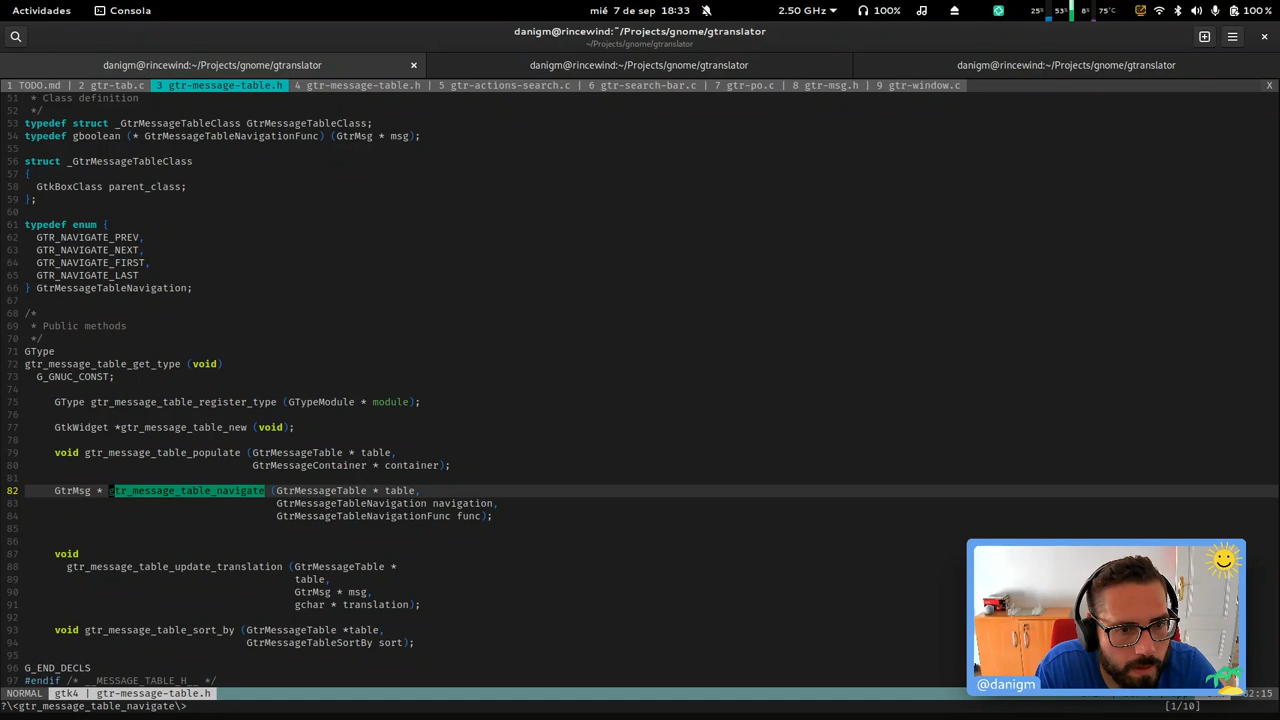 Actividades
Consola
mié 7 de sep 18:33
2.50 GHz
100%
25%
53%
8%
75°C
100 %
danigm@rincewind:~/Projects/gnome/gtranslator
~/Projects/gnome/gtranslator
danigm@rincewind:~/Projects/gnome/gtranslator
danigm@rincewind:~/Projects/gnome/gtranslator
danigm@rincewind:~/Projects/gnome/gtranslator
1 TODO.md | 2 gtr-tab.c  3 gtr-message-table.h  4 gtr-message-table.h | 5 gtr-actions-search.c | 6 gtr-search-bar.c | 7 gtr-po.c | 8 gtr-msg.h | 9 gtr-window.c X
51  * Class definition
52  */
53 typedef struct _GtrMessageTableClass GtrMessageTableClass;
54 typedef gboolean (* GtrMessageTableNavigationFunc) (GtrMsg * msg);
55
56 struct _GtrMessageTableClass
57 {
58   GtkBoxClass parent_class;
59 };
60
61 typedef enum {
62   GTR_NAVIGATE_PREV,
63   GTR_NAVIGATE_NEXT,
64   GTR_NAVIGATE_FIRST,
65   GTR_NAVIGATE_LAST
66 } GtrMessageTableNavigation;
67
68 /*
69  * Public methods
70  */
71 GType
72 gtr_message_table_get_type (void)
73   G_GNUC_CONST;
74
75      GType gtr_message_table_register_type (GTypeModule * module);
76
77      GtkWidget *gtr_message_table_new (void);
78
79      void gtr_message_table_populate (GtrMessageTable * table,
80                                       GtrMessageContainer * container);
81
82      GtrMsg * gtr_message_table_navigate (GtrMessageTable * table,
83                                           GtrMessageTableNavigation navigation,
84                                           GtrMessageTableNavigationFunc func);
85
86
87      void
88        gtr_message_table_update_translation (GtrMessageTable *
89                                              table,
90                                              GtrMsg * msg,
91                                              gchar * translation);
92
93      void gtr_message_table_sort_by (GtrMessageTable *table,
94                                      GtrMessageTableSortBy sort);
95
96 G_END_DECLS
97 #endif /* __MESSAGE_TABLE_H__ */
NORMAL gtk4 | gtr-message-table.h
82:15
?\<gtr_message_table_navigate\>
[1/10]
@danigm